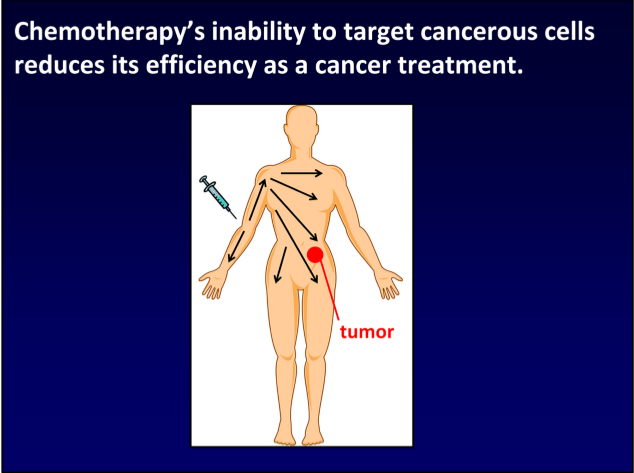 Chemotherapy’s inability to target cancerous cells
reduces its efficiency as a cancer treatment.
tumor